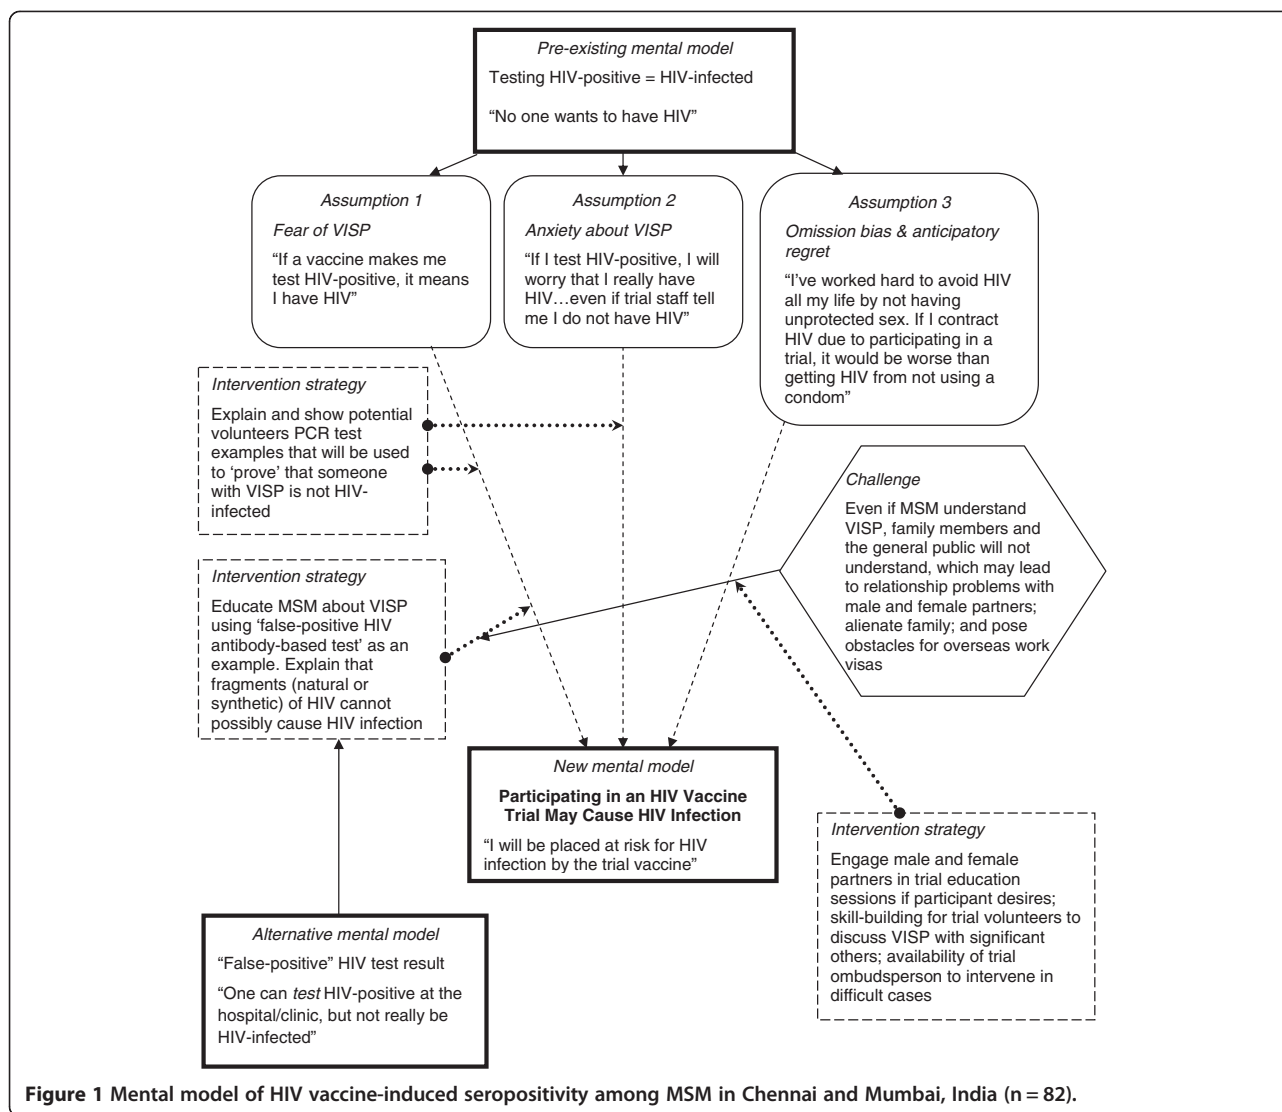 Pre-existing mental model
Testing HIV-positive = HIV-infected
“No one wants to have HIV”
Assumption 1
Fear of VISP
“If a vaccine makes me
test HIV-positive, it means
I have HIV”
Assumption 2
Anxiety about VISP
“If I test HIV-positive, I will
worry that I really have
HIV…even if trial staff tell
me I do not have HIV”
Assumption 3
Omission bias & anticipatory
regret
“I’ve worked hard to avoid HIV
all my life by not having
unprotected sex. If I contract
HIV due to participating in a
trial, it would be worse than
getting HIV from not using a
condom”
Intervention strategy
Explain and show potential
volunteers PCR test
examples that will be used
to ‘prove’ that someone
with VISP is not HIV-
infected
Challenge
Even if MSM understand
VISP, family members and
the general public will not
understand, which may lead
to relationship problems with
male and female partners;
alienate family; and pose
obstacles for overseas work
visas
Intervention strategy
Educate MSM about VISP
using ‘false-positive HIV
antibody-based test’ as an
example. Explain that
fragments (natural or
synthetic) of HIV cannot
possibly cause HIV infection
New mental model
Participating in an HIV Vaccine
Trial May Cause HIV Infection
“I will be placed at risk for HIV
infection by the trial vaccine”
Intervention strategy
Engage male and female
partners in trial education
sessions if participant desires;
skill-building for trial volunteers to
discuss VISP with significant
others; availability of trial
ombudsperson to intervene in
difficult cases
Alternative mental model
“False-positive” HIV test result
“One can test HIV-positive at the
hospital/clinic, but not really be
HIV-infected”
Figure 1 Mental model of HIV vaccine-induced seropositivity among MSM in Chennai and Mumbai, India (n = 82).